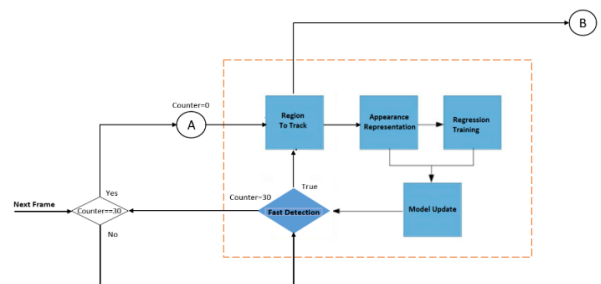 B
Counter=0
A
Region
To Track
Appearance
Representation
Regression
Training
Yes
Counter=30
True
Next Frame
Counter==30
Fast Detection
Model Update
No